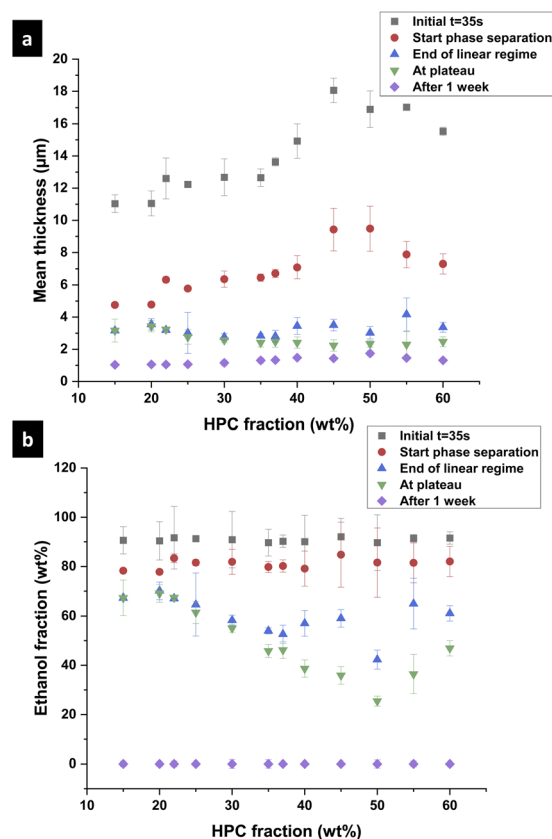 a
Initial t=35s
Start phase separation
End of linear regime
At plateau
After 1 week
20
18
16
14
12
10
8
6
4
2
0
Mean thickness (µm)
10 20 30 40 50 60
HPC fraction (wt%)
b
Initial t=35s
Start phase separation
End of linear regime
At plateau
After 1 week
120
100
80
60
40
20
0
Ethanol fraction (wt%)
10 20 30 40 50 60
HPC fraction (wt%)